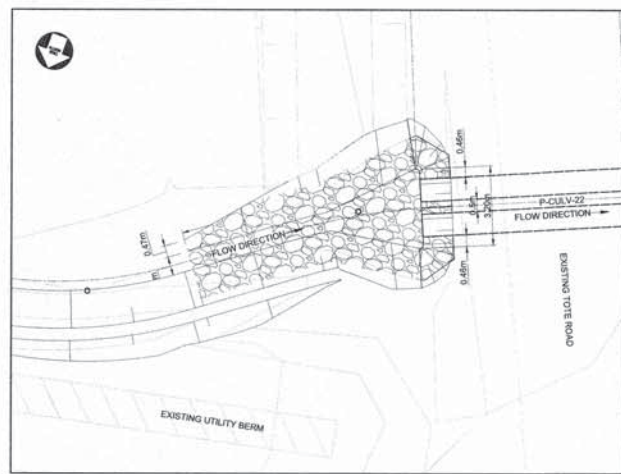 0.46m
0.5m
3.20m
P-CULV-22
FLOW DIRECTION
0.47m
m
FLOW DIRECTION
0.46m
EXISTING TOTE ROAD
EXISTING UTILITY BERM